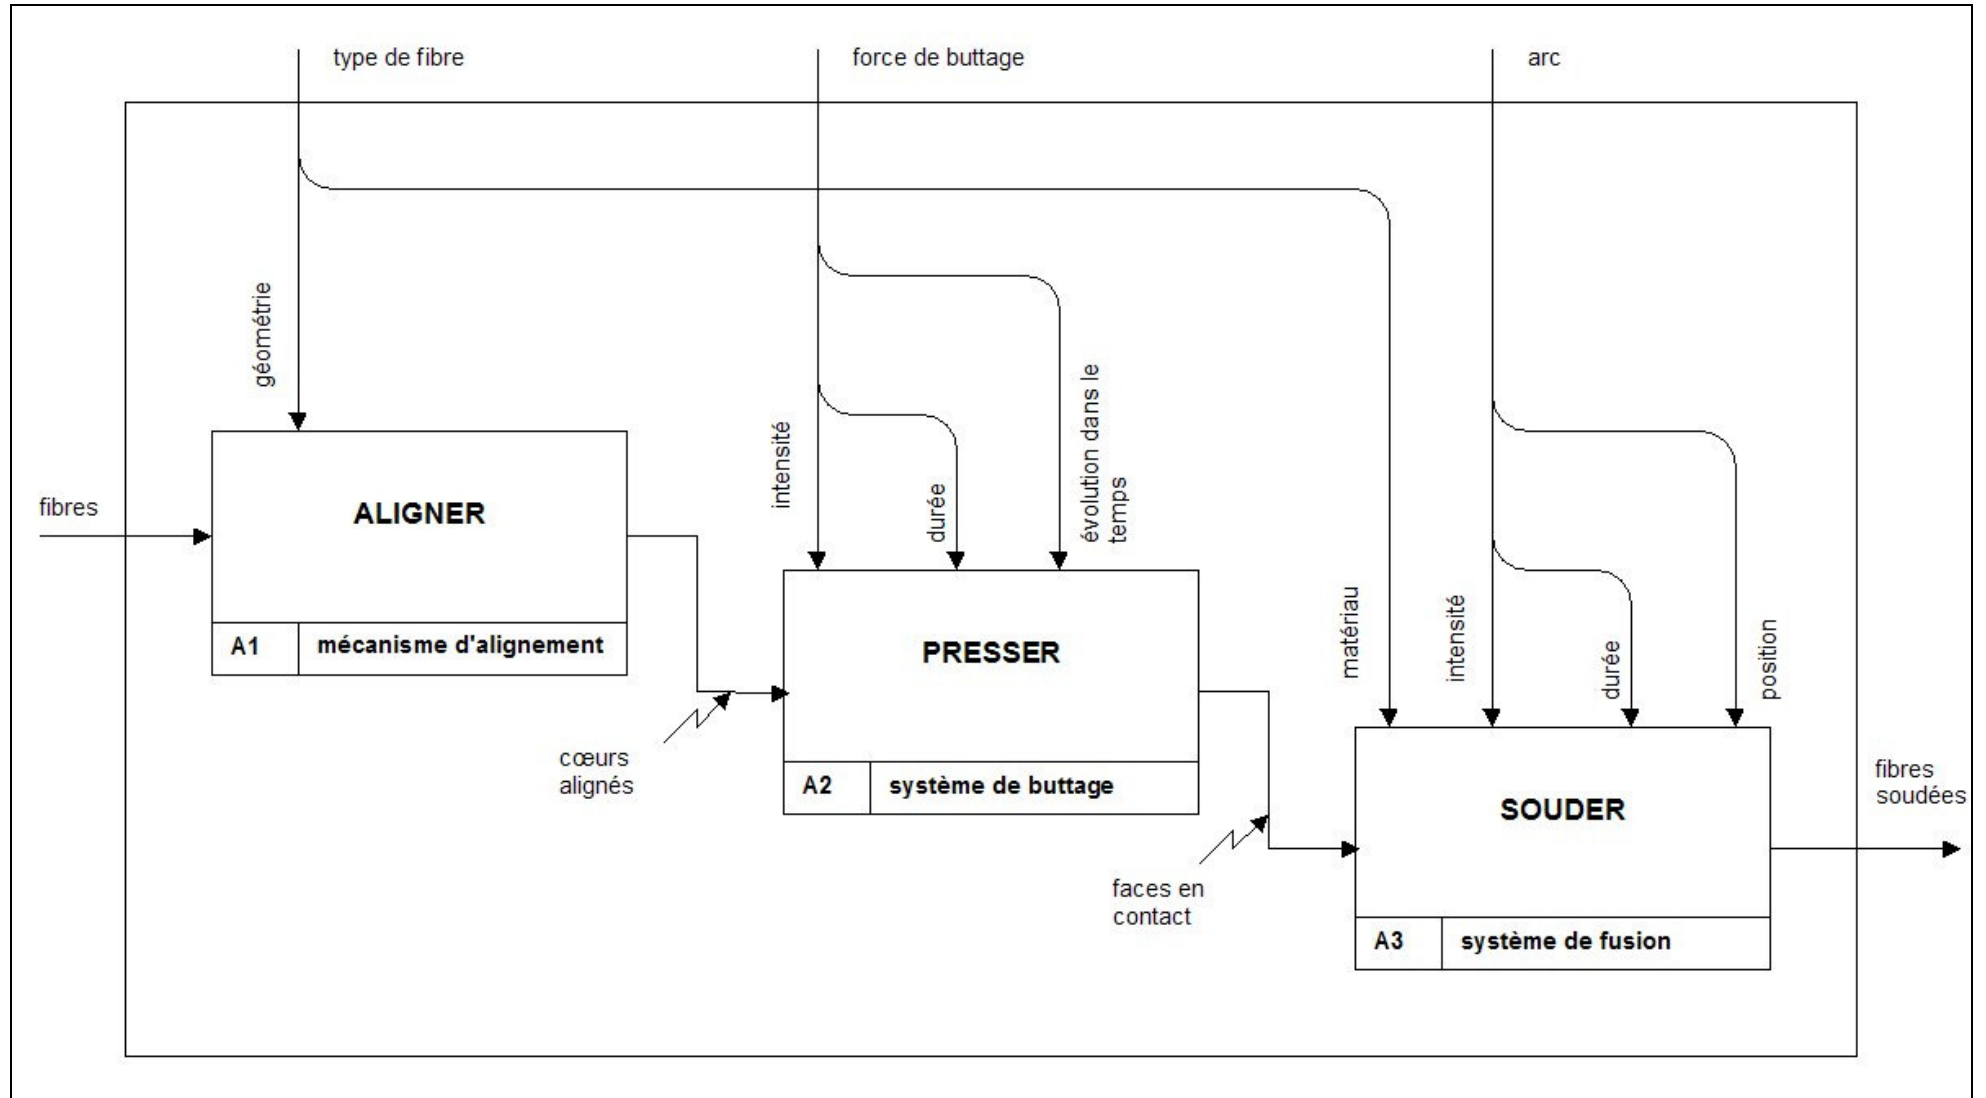 type de fibre
force de buttage
arc
géométrie
fibres
ALIGNER
A1
mécanisme d'alignement
cœurs
alignés
intensité
durée
évolution dans le
temps
PRESSER
A2
système de buttage
faces en
contact
matériau
intensité
durée
position
SOUDER
A3
système de fusion
fibres
soudées